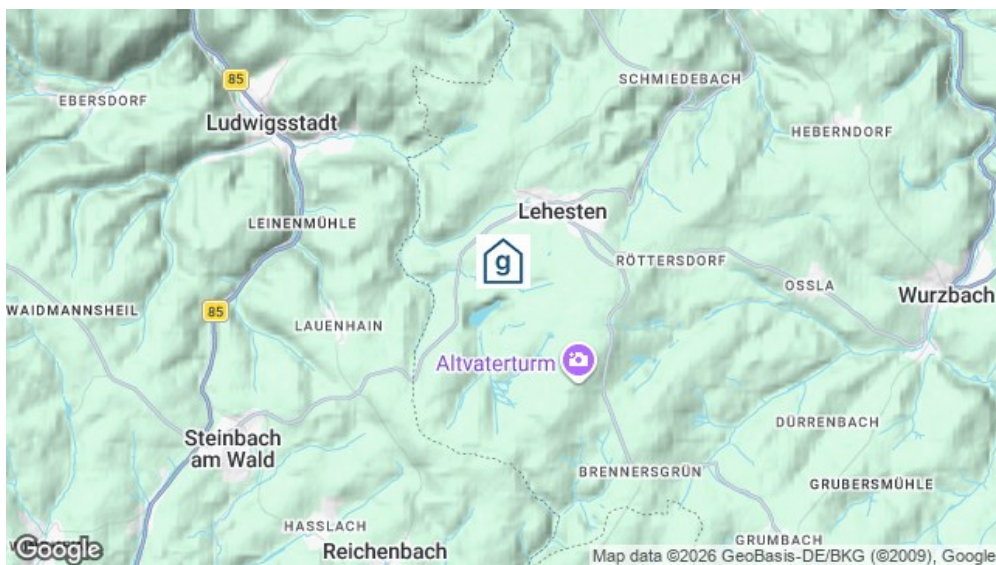 85
SCHMIEDEBACH
EBERSDORF
Ludwigsstadt
HEBERNDORF
Lehesten
LEINENMÜHLE
g
RÖTTERSDORF
OSSLA
Wurzbach
WAIDMANNSHEIL
85
LAUENHAIN
Altvaterturm
Steinbach
am Wald
DÜRRENBACH
BRENNERSGRÜN
GRUBERSMÜHLE
HASSLACH
Reichenbach
GRUMBACH
Google
Map data ©2026 GeoBasis-DE/BKG (©2009), Google